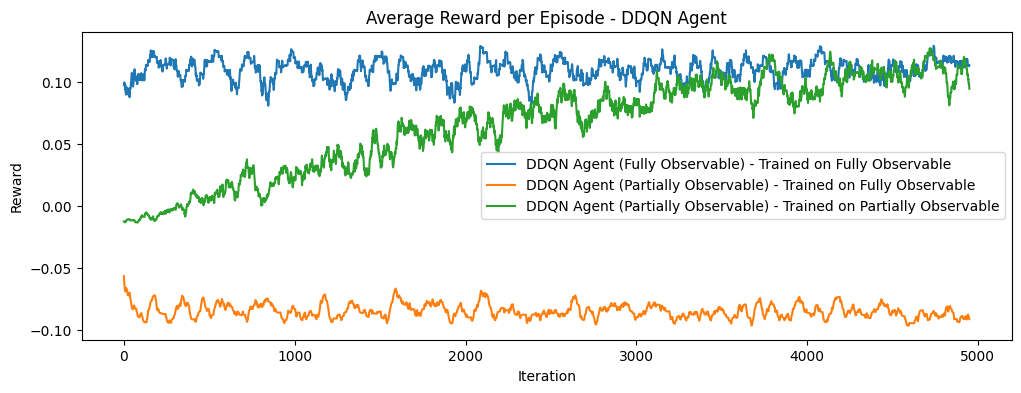 Average Reward per Episode - DDQN Agent
Reward
0.10
0.05
0.00
−0.05
−0.10
DDQN Agent (Fully Observable) - Trained on Fully Observable
DDQN Agent (Partially Observable) - Trained on Fully Observable
DDQN Agent (Partially Observable) - Trained on Partially Observable
0
1000
2000
3000
4000
5000
Iteration